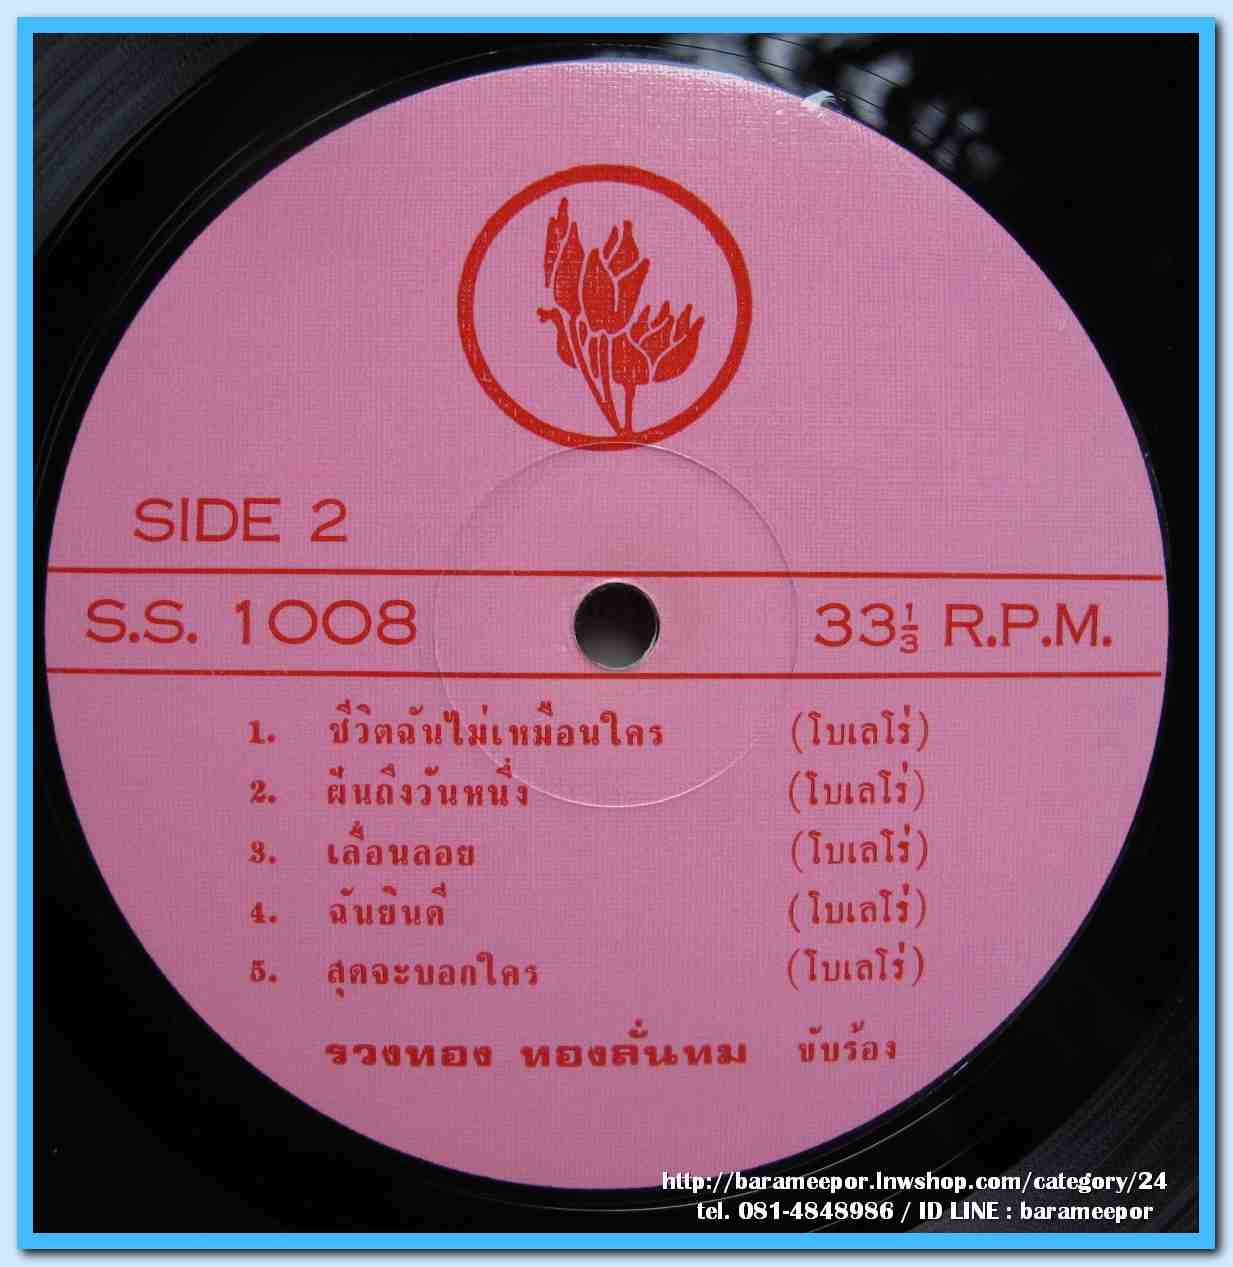 SIDE 2
S.S. 1008 33⅓ R.P.M.
1. ชีวิตฉันไม่เหมือนใคร (โบเลโร่)
2. ฝันถึงวันหนึ่ง (โบเลโร่)
3. เลื่อนลอย (โบเลโร่)
4. ฉันยินดี (โบเลโร่)
5. สุดจะบอกใคร (โบเลโร่)
รวงทอง ทองลั่นทม ขับร้อง
http://barameepor.lnwshop.com/category/24
tel. 081-4848986 / ID LINE : barameepor